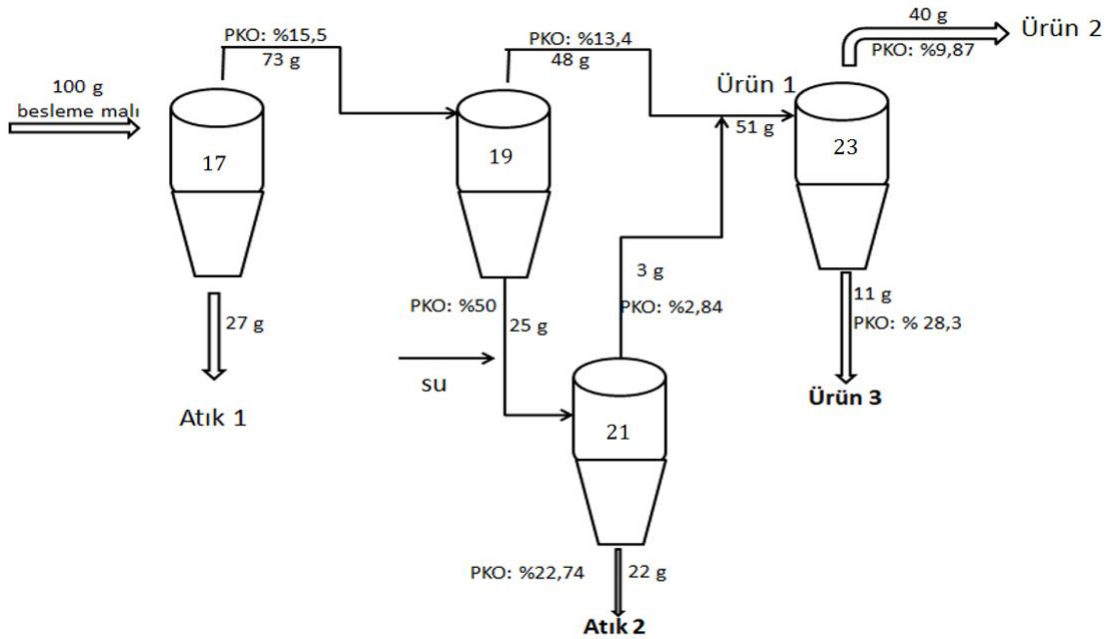 PKO: %15,5
73 g
100 g
besleme malı
17
27 g
Atık 1
PKO: %13,4
48 g
19
PKO: %50
25 g
su
Ürün 1
51 g
3 g
PKO: %2,84
21
PKO: %22,74
22 g
Atık 2
40 g
PKO: %9,87
Ürün 2
23
11 g
PKO: % 28,3
Ürün 3